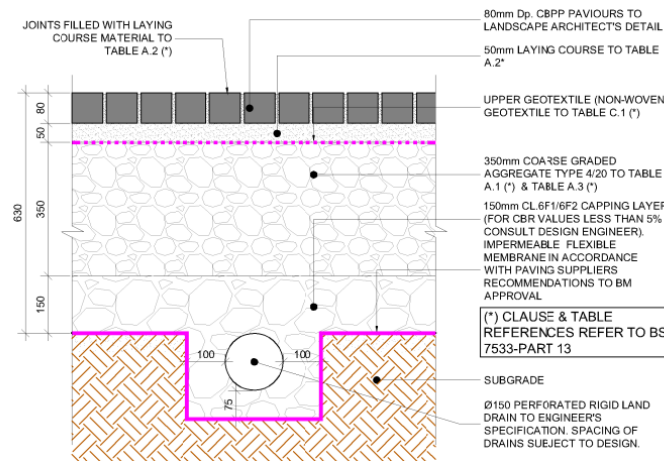 JOINTS FILLED WITH LAYING
COURSE MATERIAL TO
TABLE A.2 (*)
80mm Dp. CBPP PAVIOURS TO
LANDSCAPE ARCHITECT'S DETAIL
50mm LAYING COURSE TO TABLE
A.2*
UPPER GEOTEXTILE (NON-WOVEN
GEOTEXTILE TO TABLE C.1 (*)
350mm COARSE GRADED
AGGREGATE TYPE 4/20 TO TABLE
A.1 (*) & TABLE A.3 (*)
150mm CL.6F1/6F2 CAPPING LAYER
(FOR CBR VALUES LESS THAN 5%
CONSULT DESIGN ENGINEER).
IMPERMEABLE FLEXIBLE
MEMBRANE IN ACCORDANCE
WITH PAVING SUPPLIERS
RECOMMENDATIONS TO BM
APPROVAL
(*) CLAUSE & TABLE
REFERENCES REFER TO BS
7533-PART 13
SUBGRADE
Ø150 PERFORATED RIGID LAND
DRAIN TO ENGINEER'S
SPECIFICATION. SPACING OF
DRAINS SUBJECT TO DESIGN.
80
50
350
630
150
100
100
75